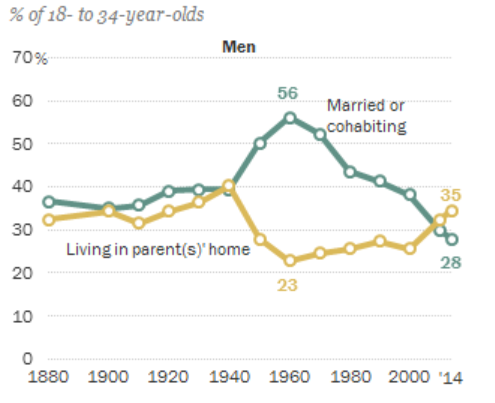 % of 18- to 34-year-olds
Men
70%
60
50
40
30
20
10
0
56
Married or
cohabiting
35
Living in parent(s)' home
28
23
1880 1900 1920 1940 1960 1980 2000 '14